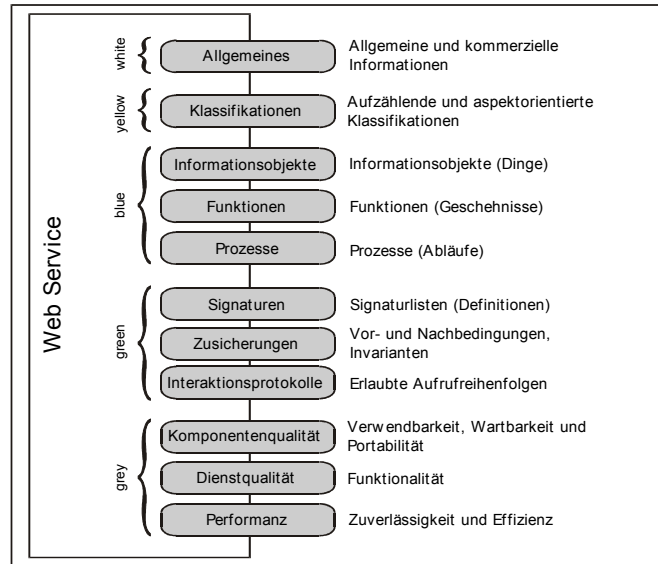 white
Allgemeines
Allgemeine und kommerzielle
Informationen
yellow
Klassifikationen
Aufzählende und aspektorientierte
Klassifikationen
blue
Informationsobjekte
Informationsobjekte (Dinge)
Funktionen
Funktionen (Geschehnisse)
Prozesse
Prozesse (Abläufe)
Web Service
green
Signaturen
Signaturlisten (Definitionen)
Zusicherungen
Vor- und Nachbedingungen,
Invarianten
Interaktionsprotokolle
Erlaubte Aufrufreihenfolgen
grey
Komponentenqualität
Verwendbarkeit, Wartbarkeit und
Portabilität
Dienstqualität
Funktionalität
Performanz
Zuverlässigkeit und Effizienz